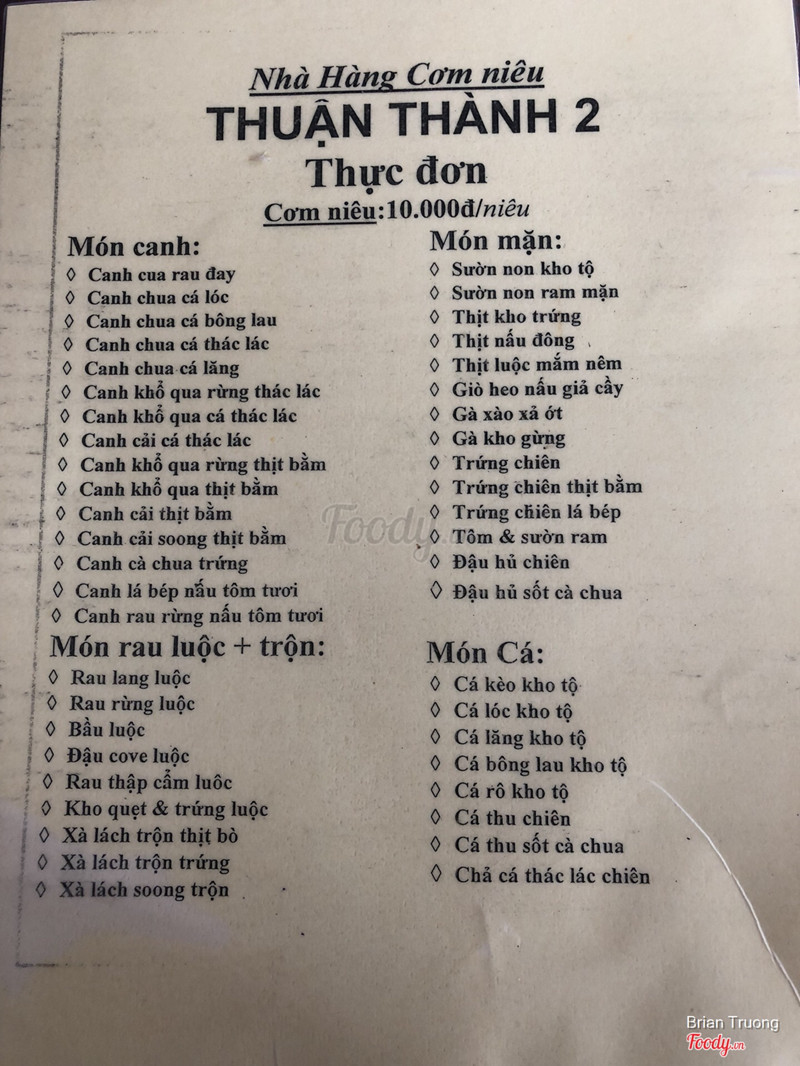 Nhà Hàng Cơm niêu
THUẬN THÀNH 2
Thực đơn
Cơm niêu:10.000đ/niêu
Món canh:
◊ Canh cua rau đay
◊ Canh chua cá lóc
◊ Canh chua cá bông lau
◊ Canh chua cá thác lác
◊ Canh chua cá lăng
◊ Canh khổ qua rừng thác lác
◊ Canh khổ qua cá thác lác
◊ Canh cải cá thác lác
◊ Canh khổ qua rừng thịt bằm
◊ Canh khổ qua thịt bằm
◊ Canh cải thịt bằm
◊ Canh cải soong thịt bằm
◊ Canh cà chua trứng
◊ Canh lá bép nấu tôm tươi
◊ Canh rau rừng nấu tôm tươi
Món rau luộc + trộn:
◊ Rau lang luộc
◊ Rau rừng luộc
◊ Bầu luộc
◊ Đậu cove luộc
◊ Rau thập cẩm luôc
◊ Kho quẹt & trứng luộc
◊ Xà lách trộn thịt bò
◊ Xà lách trộn trứng
◊ Xà lách soong trộn
Món mặn:
◊ Sườn non kho tộ
◊ Sườn non ram mặn
◊ Thịt kho trứng
◊ Thịt nấu đông
◊ Thịt luộc mắm nêm
◊ Giò heo nấu giả cầy
◊ Gà xào xả ớt
◊ Gà kho gừng
◊ Trứng chiên
◊ Trứng chiên thịt bằm
◊ Trứng chiên lá bép
◊ Tôm & sườn ram
◊ Đậu hủ chiên
◊ Đậu hủ sốt cà chua
Món Cá:
◊ Cá kèo kho tộ
◊ Cá lóc kho tộ
◊ Cá lăng kho tộ
◊ Cá bông lau kho tộ
◊ Cá rô kho tộ
◊ Cá thu chiên
◊ Cá thu sốt cà chua
◊ Chả cá thác lác chiên
Foody
Brian Truong
Foody.vn